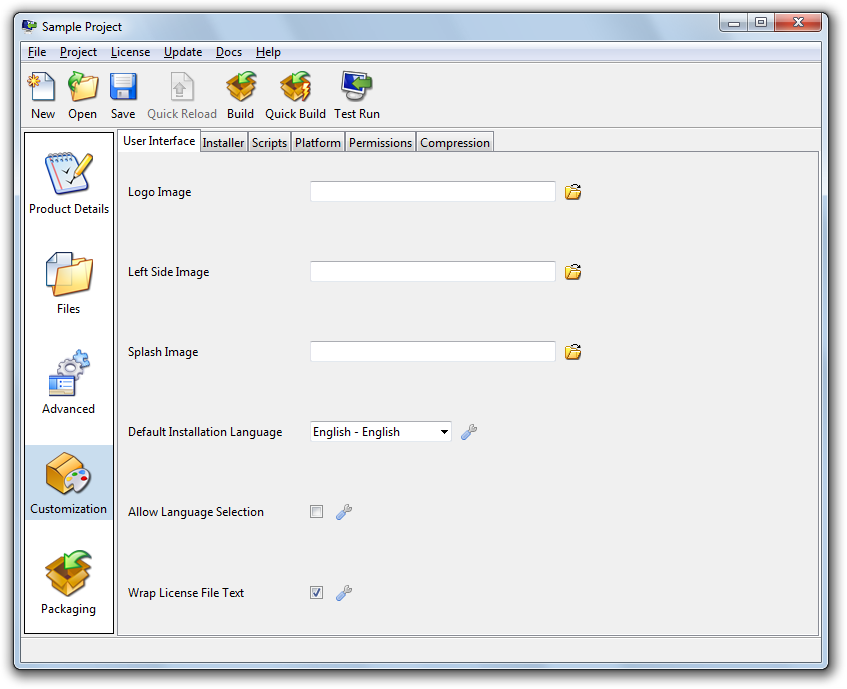 Sample Project
File Project License Update Docs Help
New Open Save Quick Reload Build Quick Build Test Run
Product Details
Files
Advanced
Customization
Packaging
User Interface Installer Scripts Platform Permissions Compression
Logo Image
Left Side Image
Splash Image
Default Installation Language English - English
Allow Language Selection
Wrap License File Text